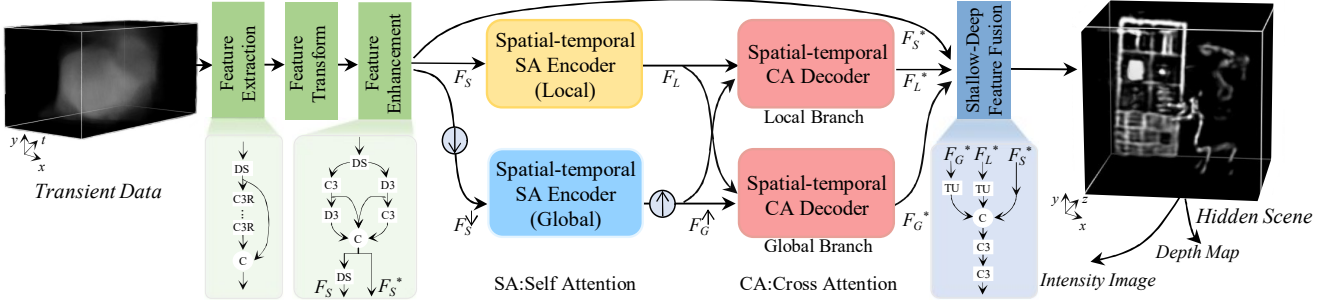 y
t
x
Transient Data
Feature
Extraction
Feature
Transform
Feature
Enhancement
DS
C3R
C3R
C
DS
C3
D3
D3
C3
C
DS
F_S
F_S*
F_S
F_S↓
Spatial-temporal
SA Encoder
(Local)
Spatial-temporal
SA Encoder
(Global)
SA:Self Attention
F_L
F_G↑
Spatial-temporal
CA Decoder
Local Branch
Spatial-temporal
CA Decoder
Global Branch
CA:Cross Attention
F_S*
F_L*
F_G*
Shallow-Deep
Feature Fusion
F_G* F_L* F_S*
TU
TU
C
C3
C3
y
z
x
Hidden Scene
Depth Map
Intensity Image